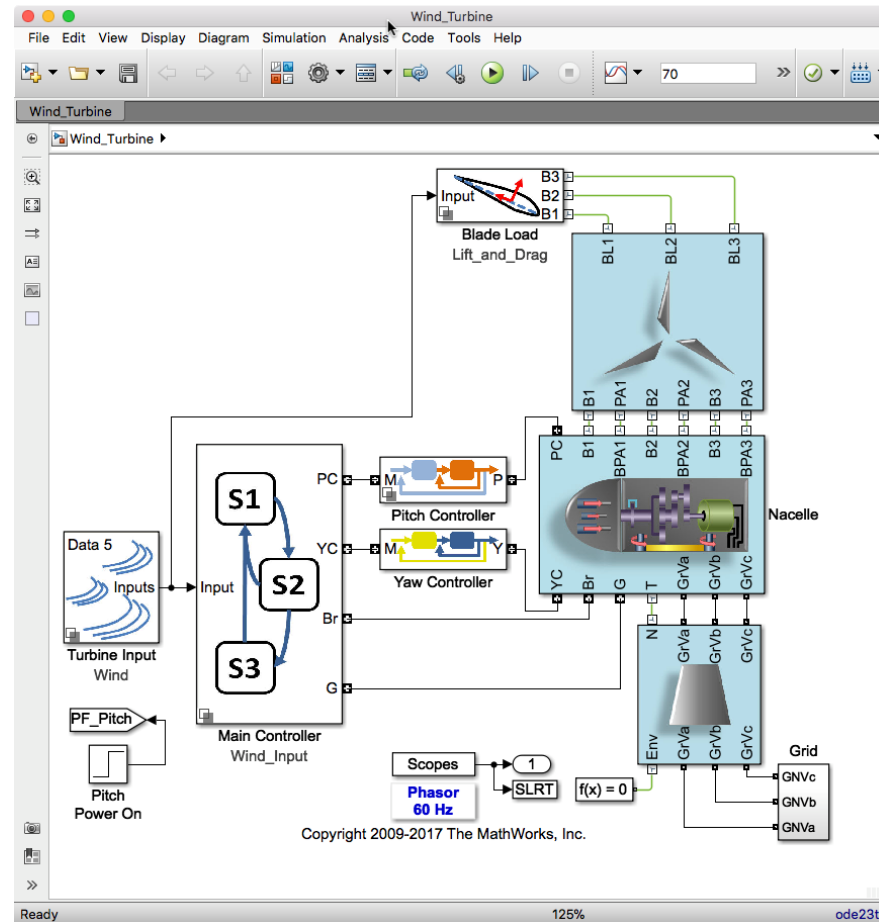 Wind_Turbine
File Edit View Display Diagram Simulation Analysis Code Tools Help
70
Wind_Turbine
Wind_Turbine
Input
B3
B2
B1
Blade Load
Lift_and_Drag
BL1 BL2 BL3
B1 PA1 B2 PA2 B3 PA3
PC B1 BPA1 B2 BPA2 B3 BPA3
Nacelle
YC Br G T GrVa GrVb GrVc
Data 5
Inputs
Turbine Input
Wind
Input
S1
S2
S3
PC
YC
Br
G
Main Controller
Wind_Input
M P
Pitch Controller
M Y
Yaw Controller
N GrVa GrVb GrVc
Env GrVa GrVb GrVc
Grid
GNVc
GNVb
GNVa
PF_Pitch
Pitch
Power On
Scopes
1
SLRT
Phasor
60 Hz
f(x) = 0
Copyright 2009-2017 The MathWorks, Inc.
Ready 125% ode23t